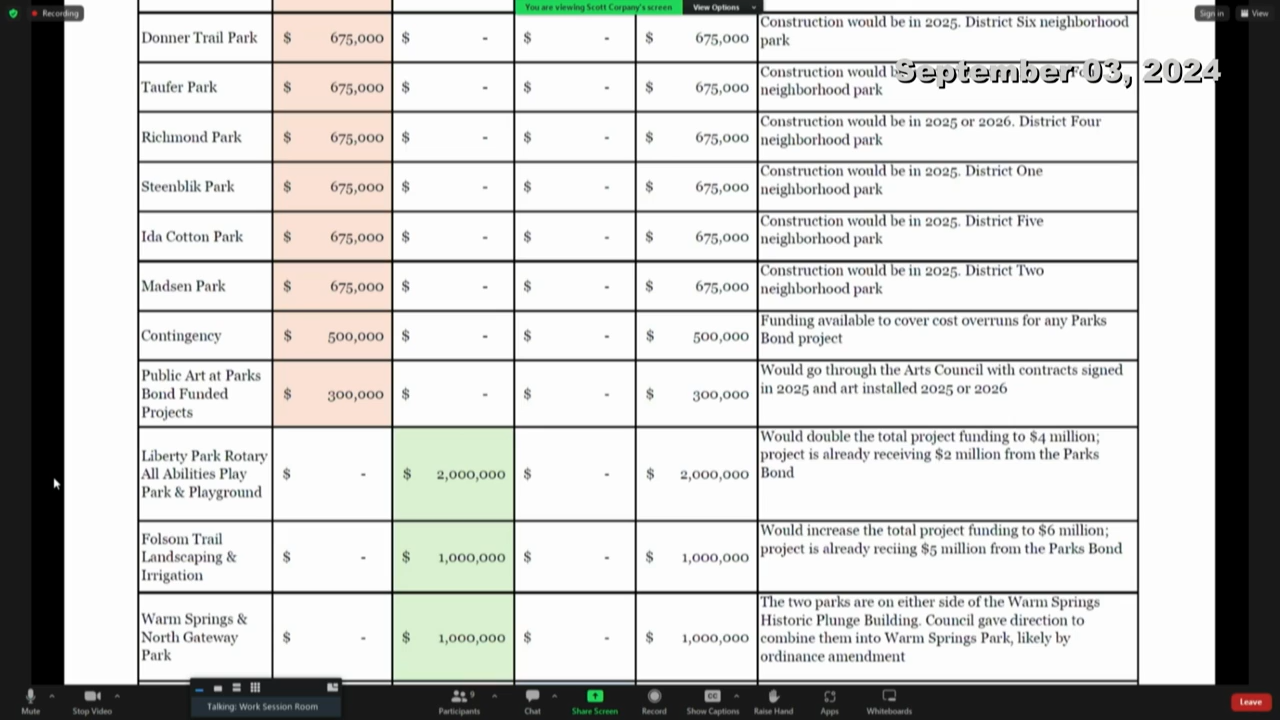 Recording
You are viewing Scott Corpany's screen
View Options
Sign in
View
September 03, 2024
Donner Trail Park $ 675,000 $ - $ - $ 675,000 Construction would be in 2025. District Six neighborhood
park
Taufer Park $ 675,000 $ - $ - $ 675,000 Construction would
neighborhood park
Richmond Park $ 675,000 $ - $ - $ 675,000 Construction would be in 2025 or 2026. District Four
neighborhood park
Steenblik Park $ 675,000 $ - $ - $ 675,000 Construction would be in 2025. District One
neighborhood park
Ida Cotton Park $ 675,000 $ - $ - $ 675,000 Construction would be in 2025. District Five
neighborhood park
Madsen Park $ 675,000 $ - $ - $ 675,000 Construction would be in 2025. District Two
neighborhood park
Contingency $ 500,000 $ - $ - $ 500,000 Funding available to cover cost overruns for any Parks
Bond project
Public Art at Parks
Bond Funded
Projects
$ 300,000 $ - $ - $ 300,000 Would go through the Arts Council with contracts signed
in 2025 and art installed 2025 or 2026
Liberty Park Rotary
All Abilities Play
Park & Playground
$ - $ 2,000,000 $ - $ 2,000,000 Would double the total project funding to $4 million;
project is already receiving $2 million from the Parks
Bond
Folsom Trail
Landscaping &
Irrigation
$ - $ 1,000,000 $ - $ 1,000,000 Would increase the total project funding to $6 million;
project is already reciing $5 million from the Parks Bond
Warm Springs &
North Gateway
Park
$ - $ 1,000,000 $ - $ 1,000,000 The two parks are on either side of the Warm Springs
Historic Plunge Building. Council gave direction to
combine them into Warm Springs Park, likely by
ordinance amendment
Talking: Work Session Room
Mute
Stop Video
Participants 9
Chat
Share Screen
Record
CC
Show Captions
Raise Hand
Apps
Whiteboards
Leave